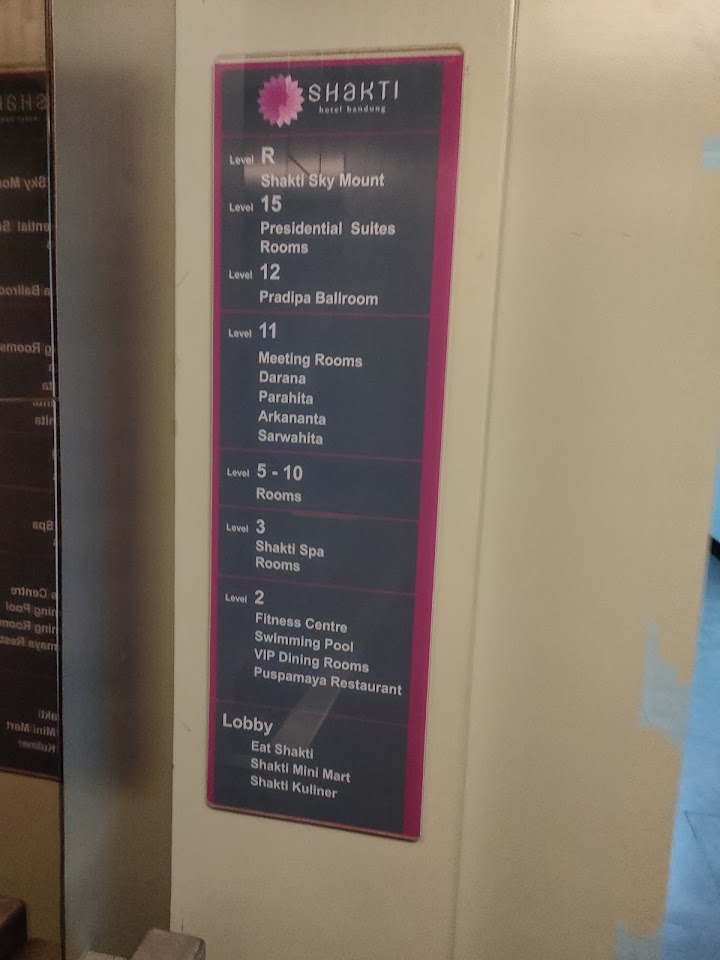 SHAKTI
hotel bandung
Level R
Shakti Sky Mount
Level 15
Presidential Suites
Rooms
Level 12
Pradipa Ballroom
Level 11
Meeting Rooms
Darana
Parahita
Arkananta
Sarwahita
Level 5 - 10
Rooms
Level 3
Shakti Spa
Rooms
Level 2
Fitness Centre
Swimming Pool
VIP Dining Rooms
Puspamaya Restaurant
Lobby
Eat Shakti
Shakti Mini Mart
Shakti Kuliner